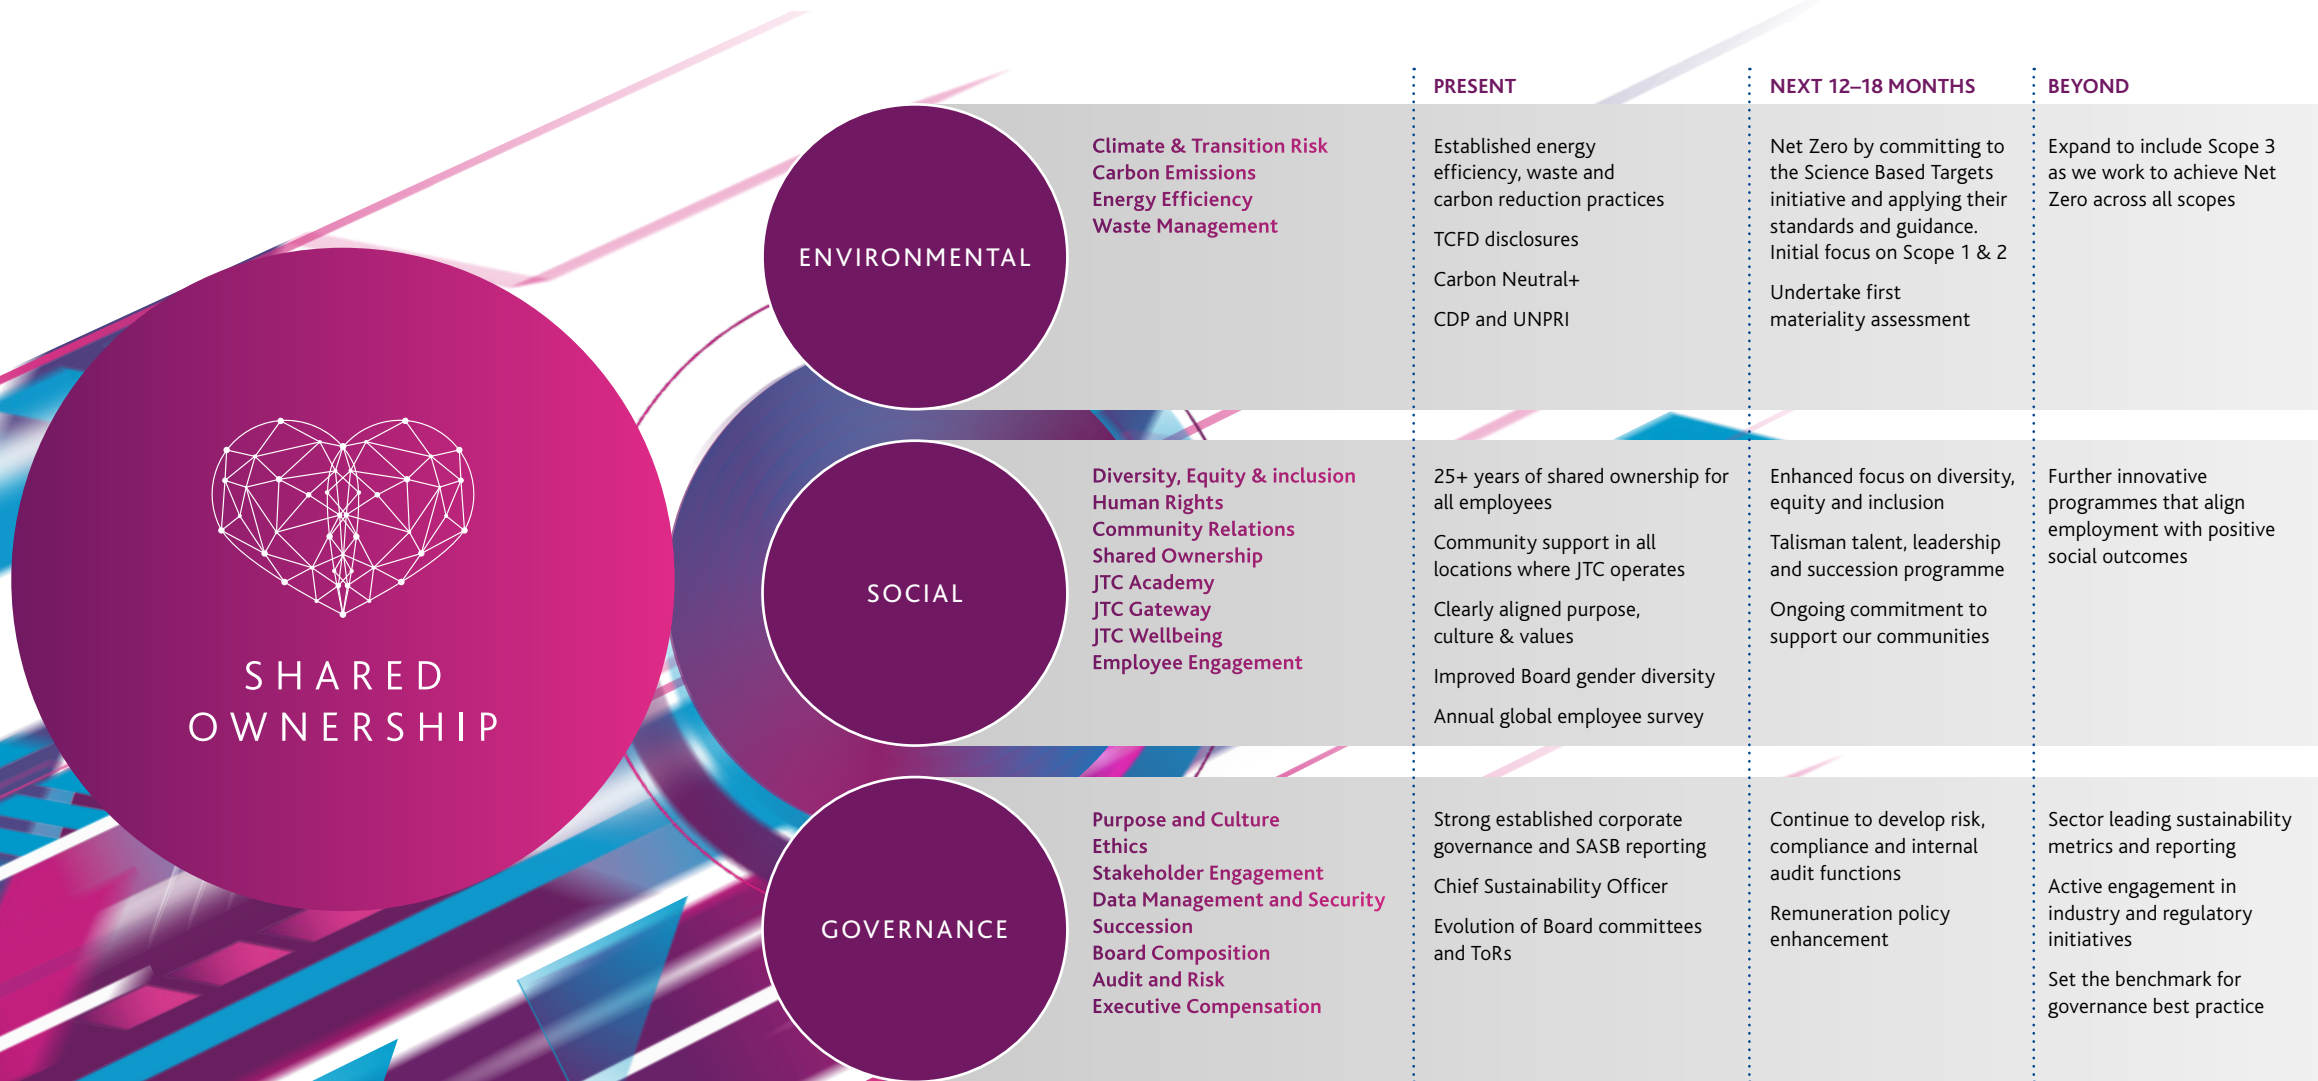 SHARED
OWNERSHIP
PRESENT
NEXT 12–18 MONTHS
BEYOND
ENVIRONMENTAL
Climate & Transition Risk
Carbon Emissions
Energy Efficiency
Waste Management
Established energy
efficiency, waste and
carbon reduction practices
TCFD disclosures
Carbon Neutral+
CDP and UNPRI
Net Zero by committing to
the Science Based Targets
initiative and applying their
standards and guidance.
Initial focus on Scope 1 & 2
Undertake first
materiality assessment
Expand to include Scope 3
as we work to achieve Net
Zero across all scopes
SOCIAL
Diversity, Equity & inclusion
Human Rights
Community Relations
Shared Ownership
JTC Academy
JTC Gateway
JTC Wellbeing
Employee Engagement
25+ years of shared ownership for
all employees
Community support in all
locations where JTC operates
Clearly aligned purpose,
culture & values
Improved Board gender diversity
Annual global employee survey
Enhanced focus on diversity,
equity and inclusion
Talisman talent, leadership
and succession programme
Ongoing commitment to
support our communities
Further innovative
programmes that align
employment with positive
social outcomes
GOVERNANCE
Purpose and Culture
Ethics
Stakeholder Engagement
Data Management and Security
Succession
Board Composition
Audit and Risk
Executive Compensation
Strong established corporate
governance and SASB reporting
Chief Sustainability Officer
Evolution of Board committees
and ToRs
Continue to develop risk,
compliance and internal
audit functions
Remuneration policy
enhancement
Sector leading sustainability
metrics and reporting
Active engagement in
industry and regulatory
initiatives
Set the benchmark for
governance best practice